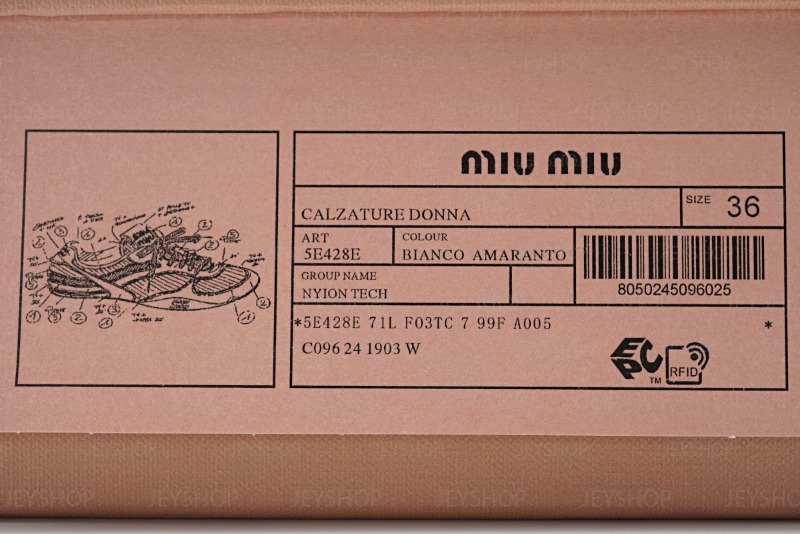 miu miu
CALZATURE DONNA
SIZE 36
ART
5E428E
COLOUR
BIANCO AMARANTO
GROUP NAME
NYION TECH
8050245096025
*5E428E 71L F03TC 7 99F A005 *
C096 24 1903 W
EPC TM
RFID
JEYSHOP